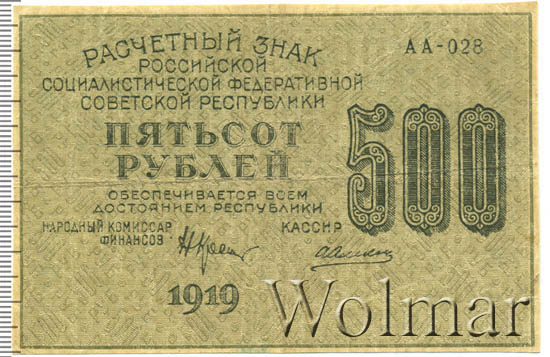 РАСЧЕТНЫЙ ЗНАК
РОССИЙСКОЙ
СОЦИАЛИСТИЧЕСКОЙ ФЕДЕРАТИВНОЙ
СОВЕТСКОЙ РЕСПУБЛИКИ
ПЯТЬСОТ
РУБЛЕЙ
ОБЕСПЕЧИВАЕТСЯ ВСЕМ
ДОСТОЯНИЕМ РЕСПУБЛИКИ
НАРОДНЫЙ КОМИССАР
ФИНАНСОВ
КАССИР
1919
АА-028
500
Wolmar